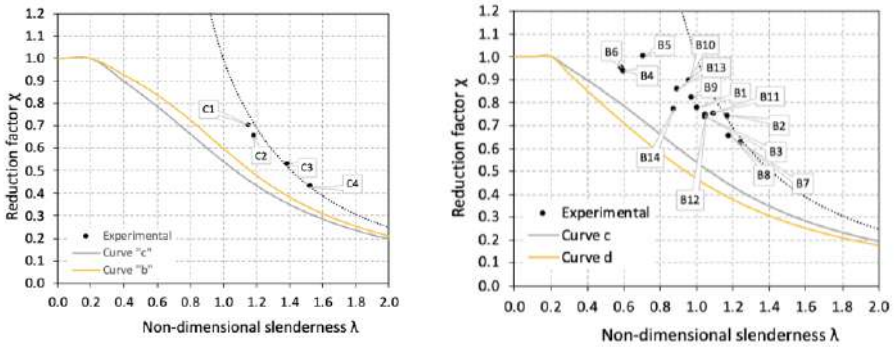 1.2
1.1
1.0
0.9
0.8
0.7
0.6
0.5
0.4
0.3
0.2
0.1
0.0
Reduction factor χ
C1
C2
C3
C4
Experimental
Curve "c"
Curve "b"
0.0 0.2 0.4 0.6 0.8 1.0 1.2 1.4 1.6 1.8 2.0
Non-dimensional slenderness λ
1.2
1.1
1.0
0.9
0.8
0.7
0.6
0.5
0.4
0.3
0.2
0.1
0.0
Reduction factor χ
B6
B5
B10
B4
B13
B9
B1
B11
B2
B14
B3
B8
B7
B12
Experimental
Curve c
Curve d
0.0 0.2 0.4 0.6 0.8 1.0 1.2 1.4 1.6 1.8 2.0
Non-dimensional slenderness λ